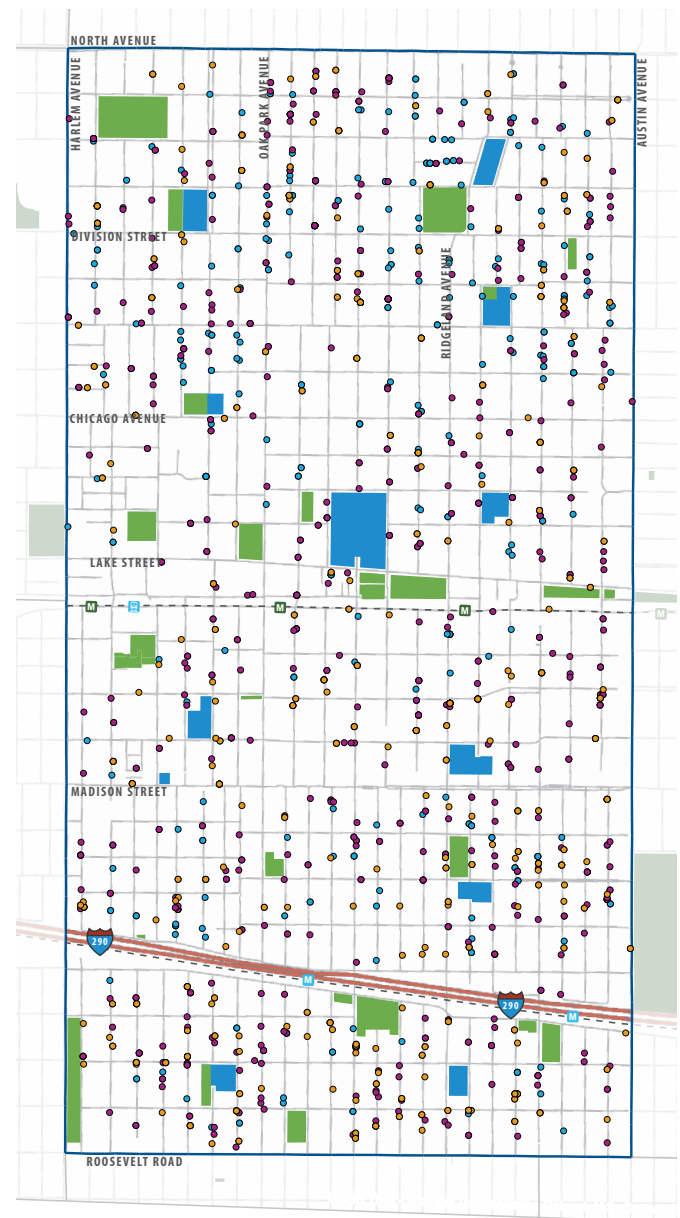 NORTH AVENUE
HARLEM AVENUE
OAK PARK AVENUE
AUSTIN AVENUE
DIVISION STREET
RIDGELAND AVENUE
CHICAGO AVENUE
LAKE STREET
M
M
M
M
MADISON STREET
290
M
290
M
ROOSEVELT ROAD